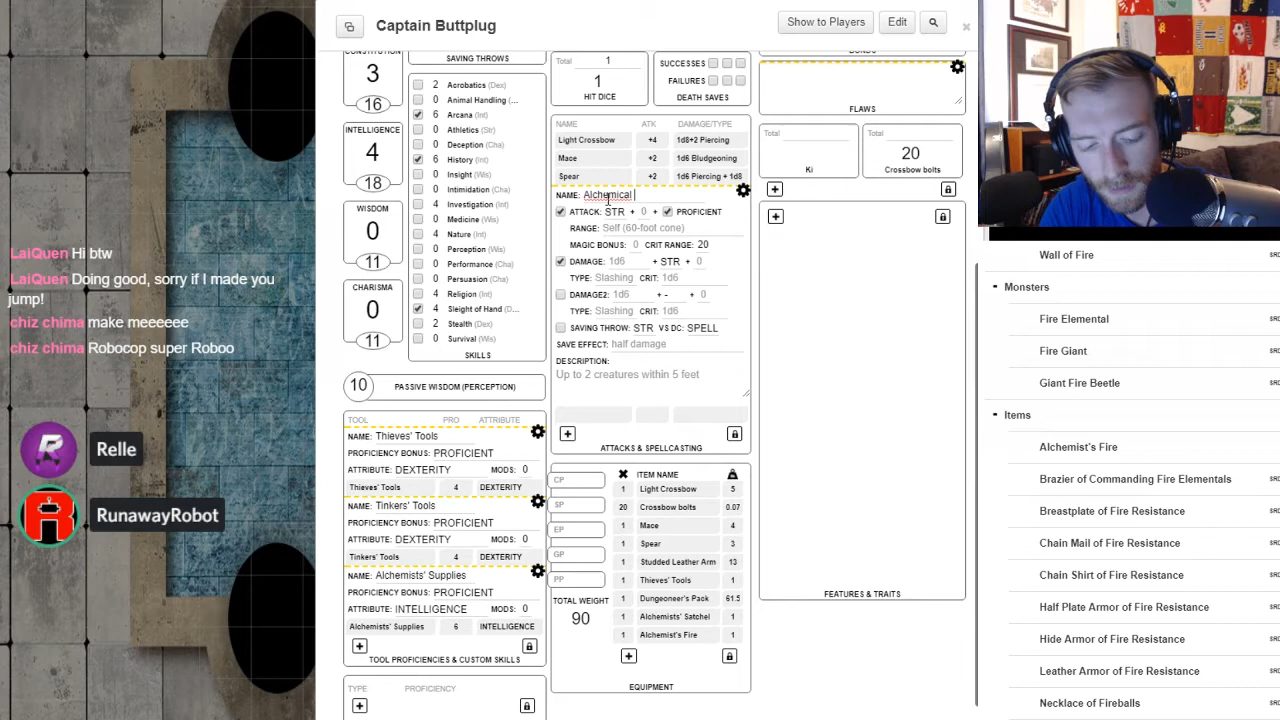 Captain Buttplug
Show to Players
Edit
CONSTITUTION
3
16
INTELLIGENCE
4
18
WISDOM
0
11
CHARISMA
0
11
SAVING THROWS
2 Acrobatics (Dex)
0 Animal Handling (...
6 Arcana (Int)
0 Athletics (Str)
0 Deception (Cha)
6 History (Int)
0 Insight (Wis)
0 Intimidation (Cha)
4 Investigation (Int)
0 Medicine (Wis)
4 Nature (Int)
0 Perception (Wis)
0 Performance (Cha)
0 Persuasion (Cha)
4 Religion (Int)
4 Sleight of Hand (D...
2 Stealth (Dex)
0 Survival (Wis)
SKILLS
10 PASSIVE WISDOM (PERCEPTION)
TOOL PRO ATTRIBUTE
NAME: Thieves' Tools
PROFICIENCY BONUS: PROFICIENT
ATTRIBUTE: DEXTERITY MODS: 0
Thieves' Tools 4 DEXTERITY
NAME: Tinkers' Tools
PROFICIENCY BONUS: PROFICIENT
ATTRIBUTE: DEXTERITY MODS: 0
Tinkers' Tools 4 DEXTERITY
NAME: Alchemists' Supplies
PROFICIENCY BONUS: PROFICIENT
ATTRIBUTE: INTELLIGENCE MODS: 0
Alchemists' Supplies 6 INTELLIGENCE
TOOL PROFICIENCIES & CUSTOM SKILLS
TYPE PROFICIENCY
Total 1
1
HIT DICE
SUCCESSES
FAILURES
DEATH SAVES
NAME ATK DAMAGE/TYPE
Light Crossbow +4 1d8+2 Piercing
Mace +2 1d6 Bludgeoning
Spear +2 1d6 Piercing + 1d8
NAME: Alchemical
ATTACK: STR + 0 + PROFICIENT
RANGE: Self (60-foot cone)
MAGIC BONUS: 0 CRIT RANGE: 20
DAMAGE: 1d6 + STR + 0
TYPE: Slashing CRIT: 1d6
DAMAGE2: 1d6 + - + 0
TYPE: Slashing CRIT: 1d6
SAVING THROW: STR VS DC: SPELL
SAVE EFFECT: half damage
DESCRIPTION:
Up to 2 creatures within 5 feet
ATTACKS & SPELLCASTING
CP
SP
EP
GP
PP
TOTAL WEIGHT
90
ITEM NAME
1 Light Crossbow 5
20 Crossbow bolts 0.07
1 Mace 4
1 Spear 3
1 Studded Leather Arm 13
1 Thieves' Tools 1
1 Dungeoneer's Pack 61.5
1 Alchemists' Satchel 1
1 Alchemist's Fire 1
EQUIPMENT
BONDS
FLAWS
Total
Ki
Total
20
Crossbow bolts
FEATURES & TRAITS
Wall of Fire
Monsters
Fire Elemental
Fire Giant
Giant Fire Beetle
Items
Alchemist's Fire
Brazier of Commanding Fire Elementals
Breastplate of Fire Resistance
Chain Mail of Fire Resistance
Chain Shirt of Fire Resistance
Half Plate Armor of Fire Resistance
Hide Armor of Fire Resistance
Leather Armor of Fire Resistance
Necklace of Fireballs
LaiQuen Hi btw
LaiQuen Doing good, sorry if I made you
jump!
chiz chima make meeeeee
chiz chima Robocop super Roboo
Relle
RunawayRobot